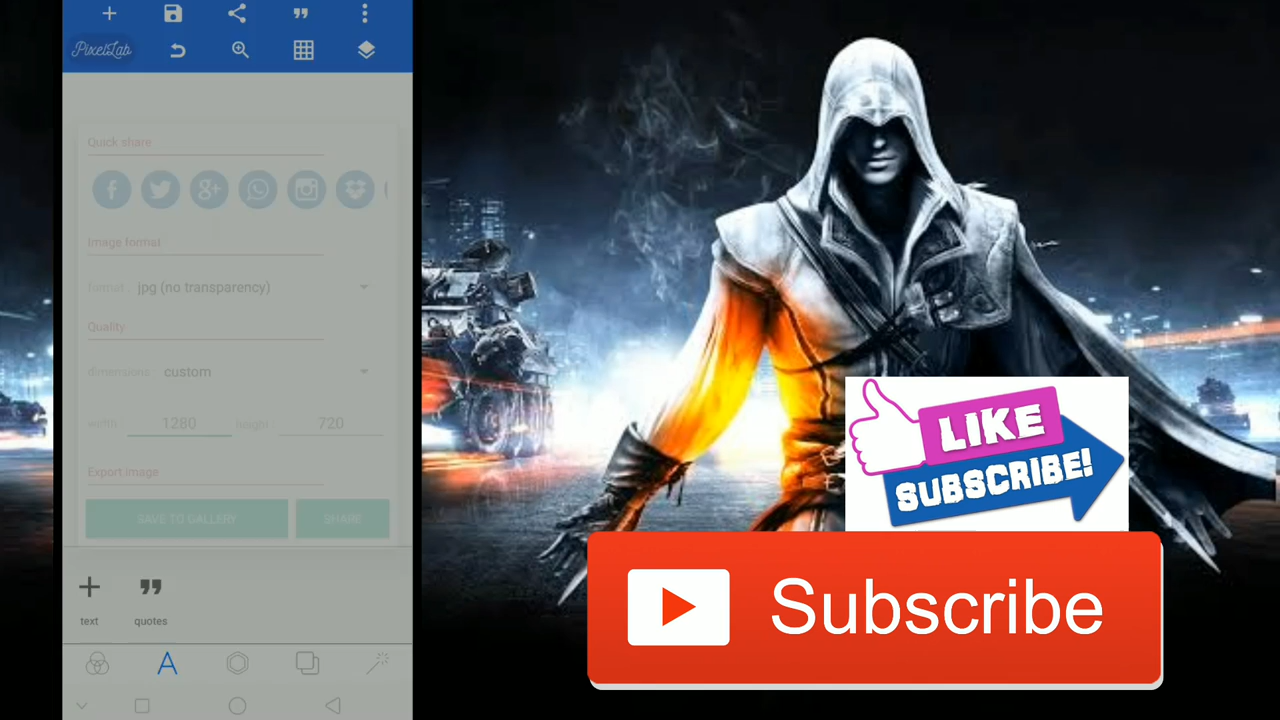 PixelLab
Quick share
Image format
format : jpg (no transparency)
Quality
dimensions : custom
width 1280 height 720
Export image
SAVE TO GALLERY SHARE
text quotes
LIKE
SUBSCRIBE!
Subscribe